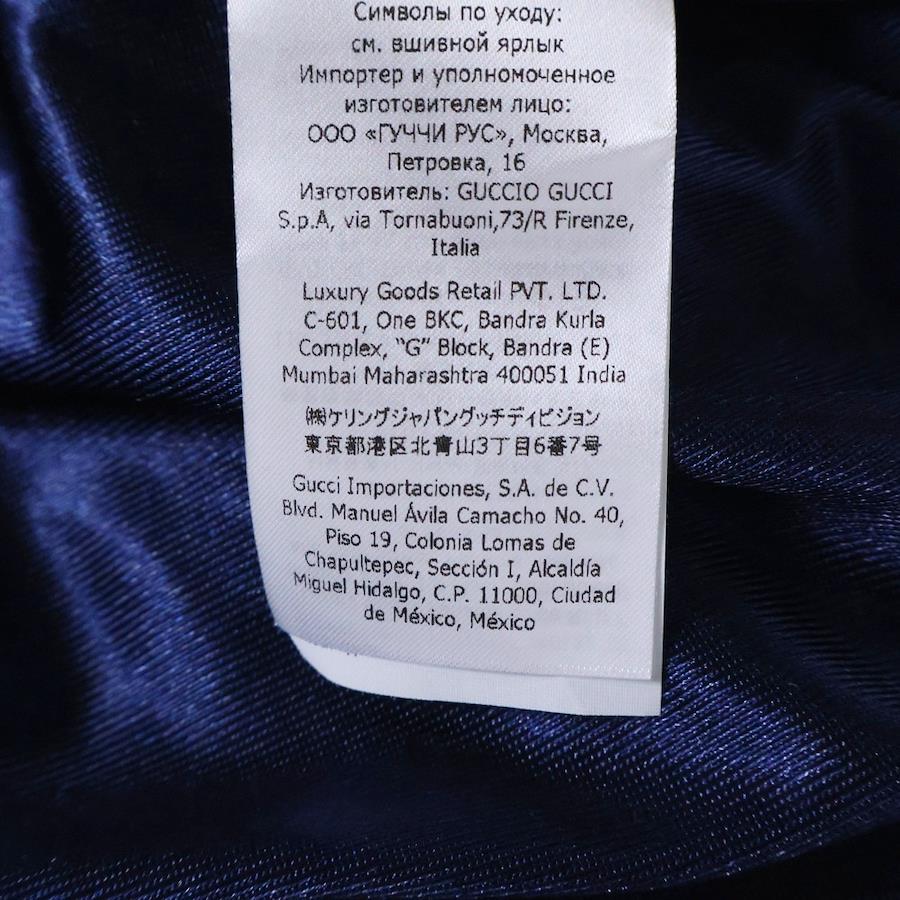 Символы по уходу:
см. вшивной ярлык
Импортер и уполномоченное
изготовителем лицо:
ООО «ГУЧЧИ РУС», Москва,
Петровка, 16
Изготовитель: GUCCIO GUCCI
S.p.A, via Tornabuoni,73/R Firenze,
Italia
Luxury Goods Retail PVT. LTD.
C-601, One BKC, Bandra Kurla
Complex, “G” Block, Bandra (E)
Mumbai Maharashtra 400051 India
㈱ケリングジャパングッチディビジョン
東京都港区北青山3丁目6番7号
Gucci Importaciones, S.A. de C.V.
Blvd. Manuel Ávila Camacho No. 40,
Piso 19, Colonia Lomas de
Chapultepec, Sección I, Alcaldía
Miguel Hidalgo, C.P. 11000, Ciudad
de México, México